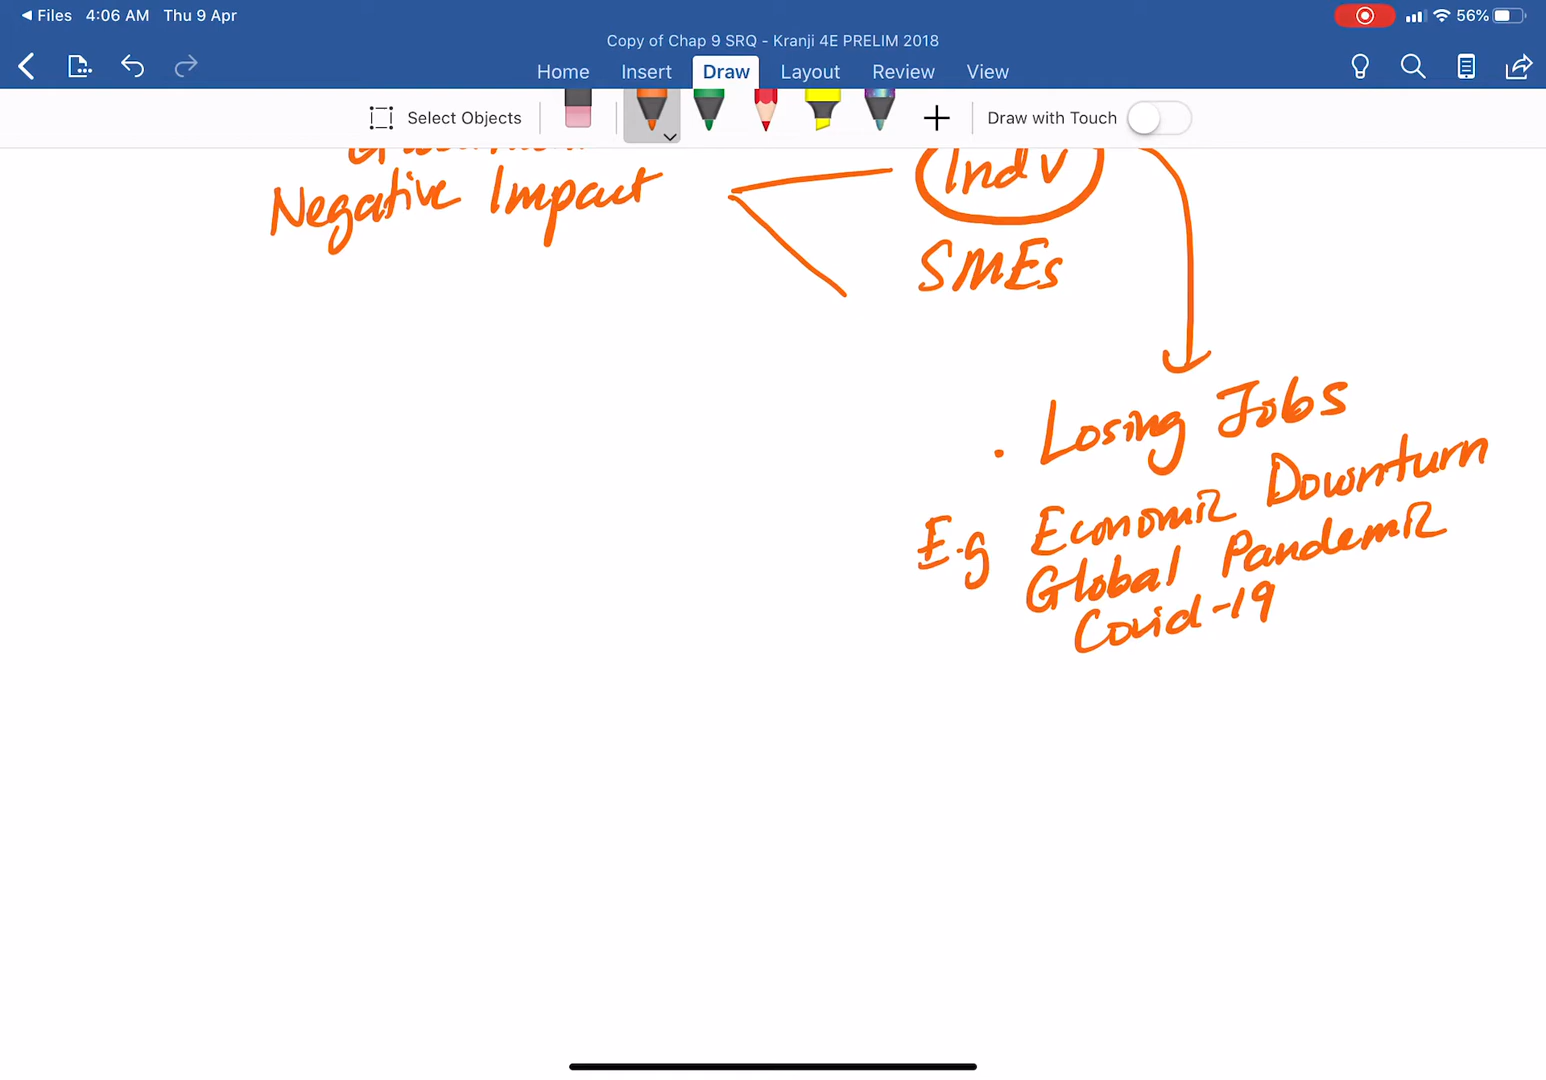 Files 4:06 AM Thu 9 Apr 56%
Copy of Chap 9 SRQ - Kranji 4E PRELIM 2018
Home Insert Draw Layout Review View
Select Objects Draw with Touch
Negative Impact
Indv
SMEs
. Losing Jobs
E.g Economic Downturn
Global Pandemic
Covid-19